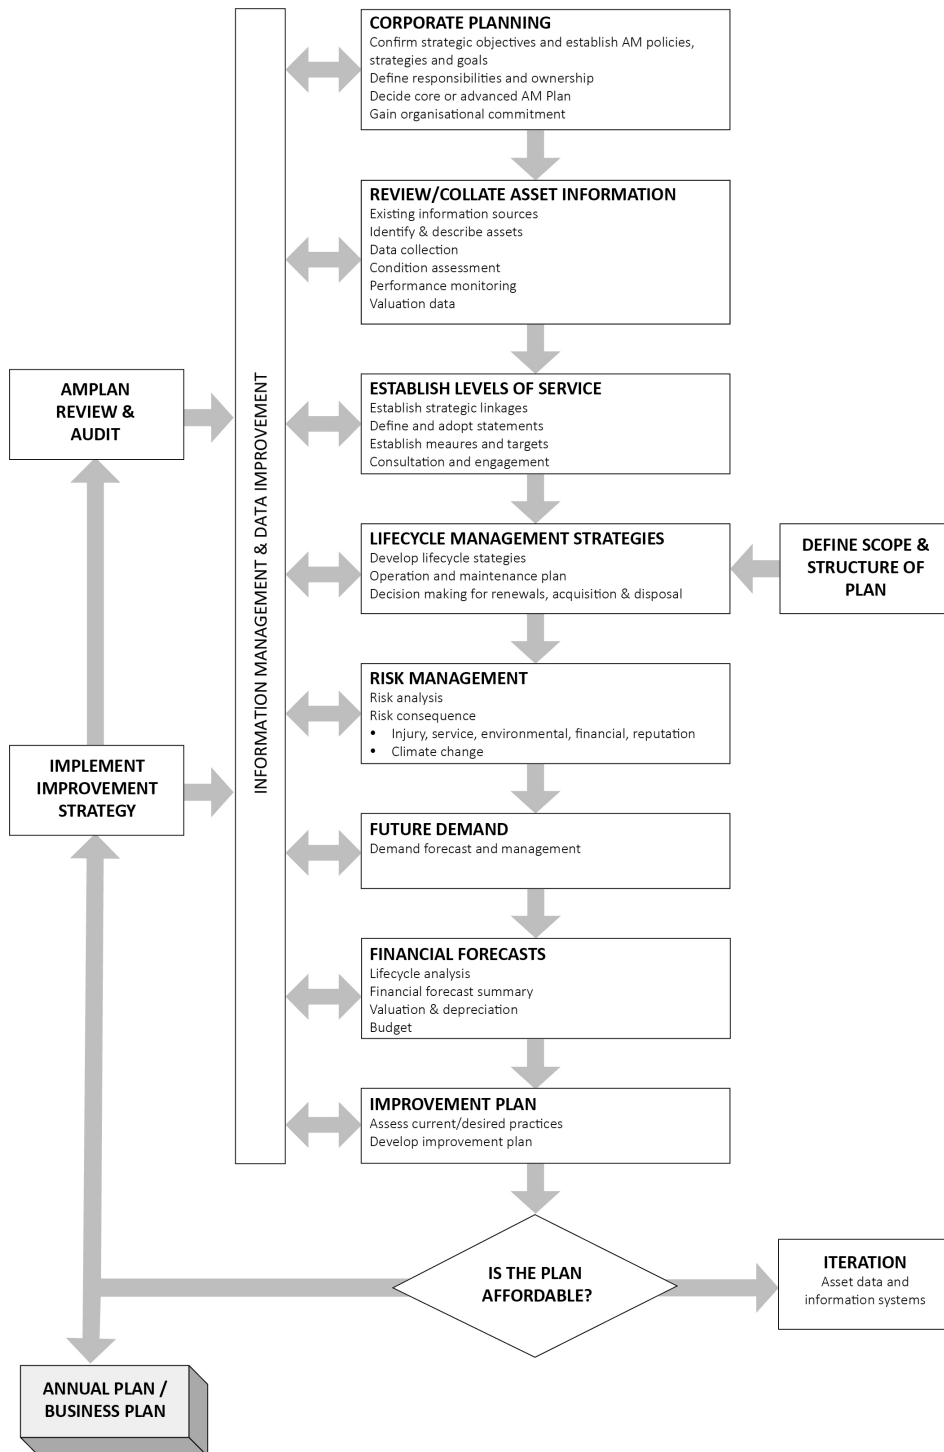 CORPORATE PLANNING
Confirm strategic objectives and establish AM policies,
strategies and goals
Define responsibilities and ownership
Decide core or advanced AM Plan
Gain organisational commitment
REVIEW/COLLATE ASSET INFORMATION
Existing information sources
Identify & describe assets
Data collection
Condition assessment
Performance monitoring
Valuation data
AMPLAN
REVIEW &
AUDIT
INFORMATION MANAGEMENT & DATA IMPROVEMENT
ESTABLISH LEVELS OF SERVICE
Establish strategic linkages
Define and adopt statements
Establish meaures and targets
Consultation and engagement
LIFECYCLE MANAGEMENT STRATEGIES
Develop lifecycle stategies
Operation and maintenance plan
Decision making for renewals, acquisition & disposal
DEFINE SCOPE &
STRUCTURE OF
PLAN
RISK MANAGEMENT
Risk analysis
Risk consequence
• Injury, service, environmental, financial, reputation
• Climate change
IMPLEMENT
IMPROVEMENT
STRATEGY
FUTURE DEMAND
Demand forecast and management
FINANCIAL FORECASTS
Lifecycle analysis
Financial forecast summary
Valuation & depreciation
Budget
IMPROVEMENT PLAN
Assess current/desired practices
Develop improvement plan
IS THE PLAN
AFFORDABLE?
ITERATION
Asset data and
information systems
ANNUAL PLAN /
BUSINESS PLAN